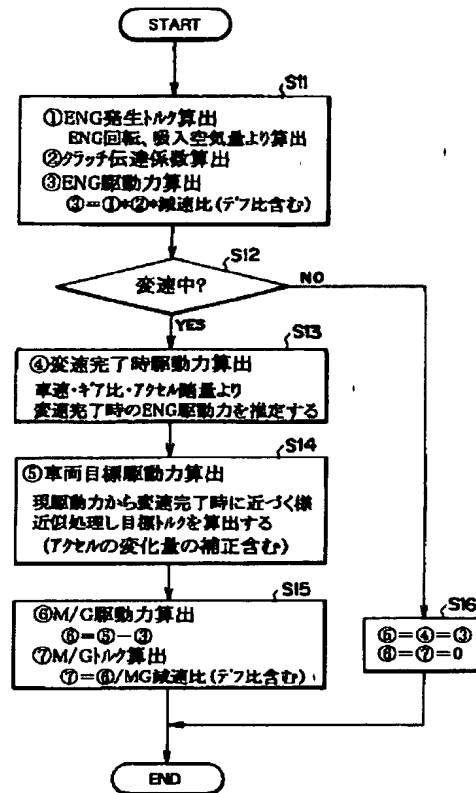 START
S11
①ENG発生トルク算出
ENG回転、吸入空気量より算出
②クラッチ伝達係数算出
③ENG駆動力算出
③=①*②*減速比(デフ比含む)
S12
変速中?
NO
YES
S13
④変速完了時駆動力算出
車速・ギア比・アクセル踏量より
変速完了時のENG駆動力を推定する
S14
⑤車両目標駆動力算出
現駆動力から変速完了時に近づく様
近似処理し目標トルクを算出する
(アクセルの変化量の補正含む)
S15
⑥M/G駆動力算出
⑥=⑤-③
⑦M/Gトルク算出
⑦=⑥/MG減速比(デフ比含む)
S16
⑤=④=③
⑥=⑦=0
END